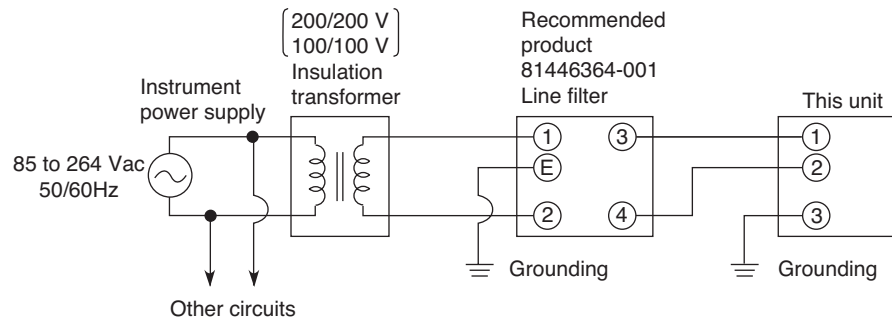 200/200 V
100/100 V
Insulation
transformer
Recommended
product
81446364-001
Line filter
Instrument
power supply
This unit
85 to 264 Vac
50/60Hz
1
E
2
3
4
1
2
3
Grounding
Grounding
Other circuits